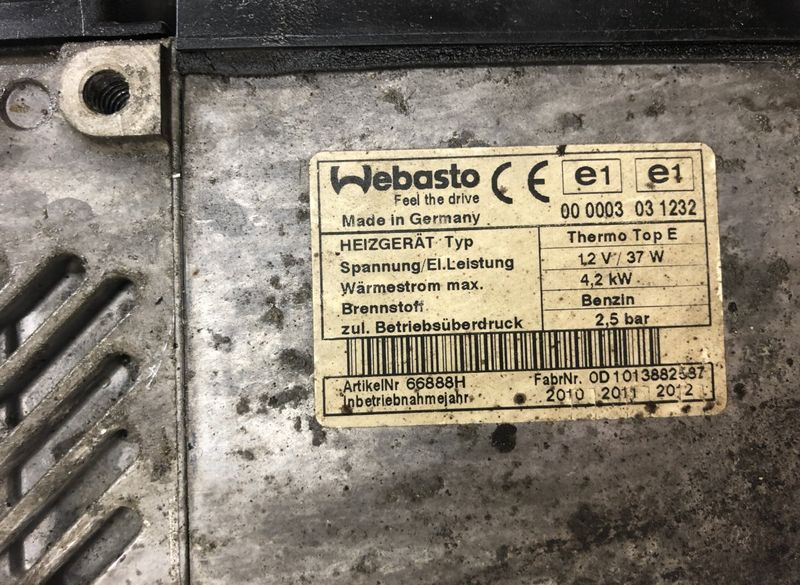 Webasto CE e1 e1
Feel the drive 00 0003 03 1232
Made in Germany
HEIZGERÄT Typ Thermo Top E
Spannung/El.Leistung 12 V / 37 W
Wärmestrom max. 4,2 kW
Brennstoff Benzin
zul. Betriebsüberdruck 2,5 bar
ArtikelNr 66888H FabrNr. 0D1013882587
Inbetriebnahmejahr 2010 2011 2012